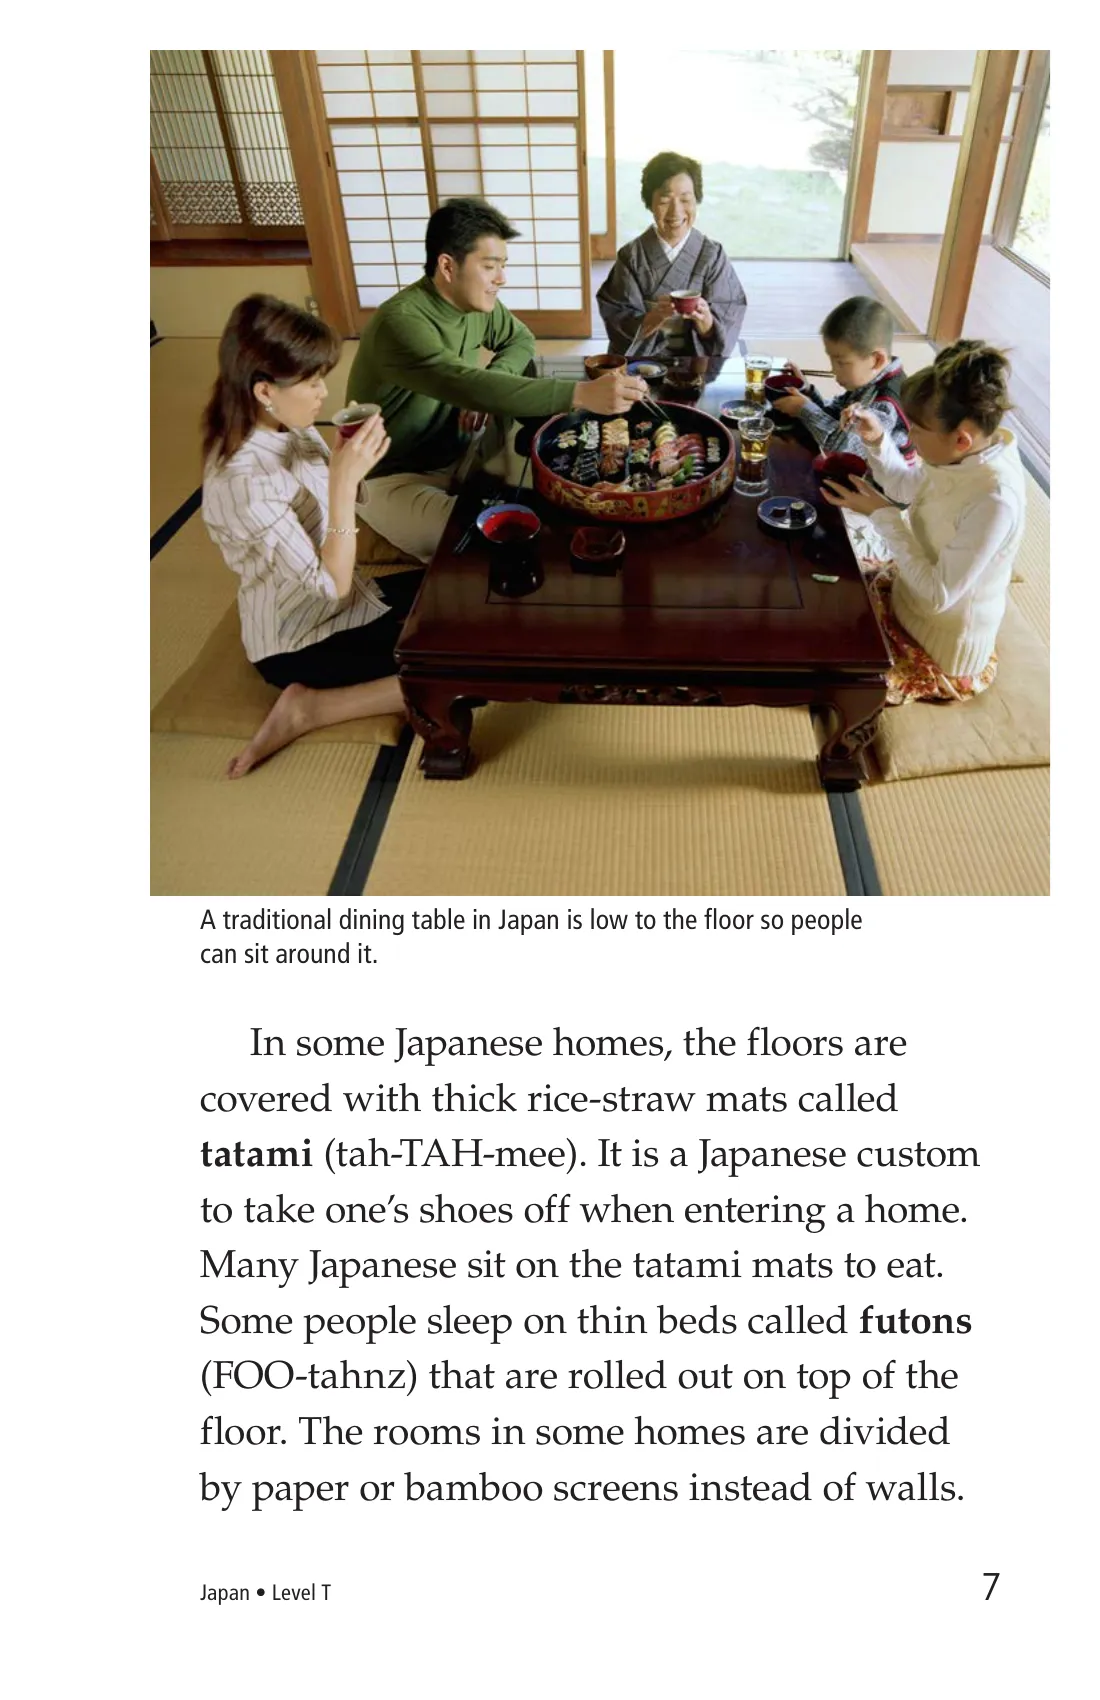 A traditional dining table in Japan is low to the floor so people
can sit around it.
In some Japanese homes, the floors are
covered with thick rice-straw mats called
tatami (tah-TAH-mee). It is a Japanese custom
to take one’s shoes off when entering a home.
Many Japanese sit on the tatami mats to eat.
Some people sleep on thin beds called futons
(FOO-tahnz) that are rolled out on top of the
floor. The rooms in some homes are divided
by paper or bamboo screens instead of walls.
Japan • Level T
7